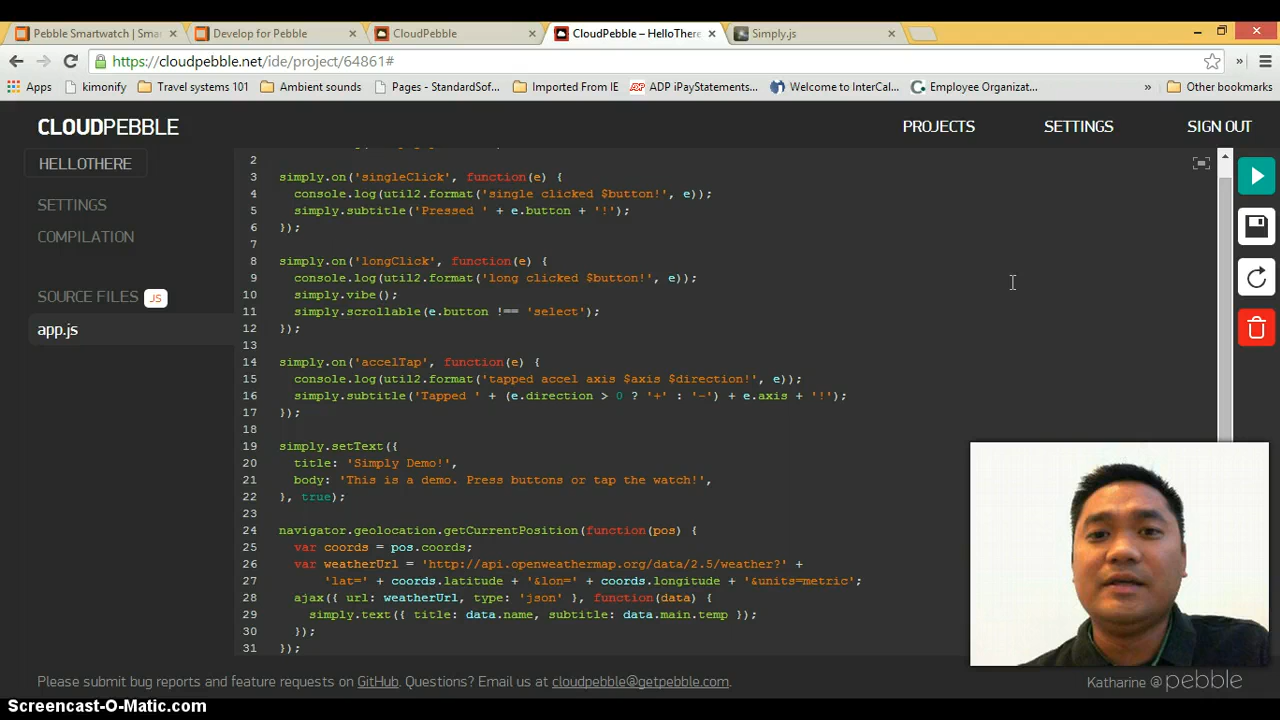 Pebble Smartwatch | Sma
Develop for Pebble
CloudPebble
CloudPebble – HelloThere
Simply.js
https://cloudpebble.net/ide/project/64861#
Apps
kimonify
Travel systems 101
Ambient sounds
Pages - StandardSof...
Imported From IE
ADP iPayStatements...
Welcome to InterCal...
Employee Organizat...
Other bookmarks
CLOUDPEBBLE
PROJECTS
SETTINGS
SIGN OUT
HELLOTHERE
SETTINGS
COMPILATION
SOURCE FILES JS
app.js
2
3 simply.on('singleClick', function(e) {
4 console.log(util2.format('single clicked $button!', e));
5 simply.subtitle('Pressed ' + e.button + '!');
6 });
7
8 simply.on('longClick', function(e) {
9 console.log(util2.format('long clicked $button!', e));
10 simply.vibe();
11 simply.scrollable(e.button !== 'select');
12 });
13
14 simply.on('accelTap', function(e) {
15 console.log(util2.format('tapped accel axis $axis $direction!', e));
16 simply.subtitle('Tapped ' + (e.direction > 0 ? '+' : '-') + e.axis + '!');
17 });
18
19 simply.setText({
20 title: 'Simply Demo!',
21 body: 'This is a demo. Press buttons or tap the watch!',
22 }, true);
23
24 navigator.geolocation.getCurrentPosition(function(pos) {
25 var coords = pos.coords;
26 var weatherUrl = 'http://api.openweathermap.org/data/2.5/weather?' +
27 'lat=' + coords.latitude + '&lon=' + coords.longitude + '&units=metric';
28 ajax({ url: weatherUrl, type: 'json' }, function(data) {
29 simply.text({ title: data.name, subtitle: data.main.temp });
30 });
31 });
Please submit bug reports and feature requests on GitHub. Questions? Email us at cloudpebble@getpebble.com.
Katharine @ pebble
Screencast-O-Matic.com